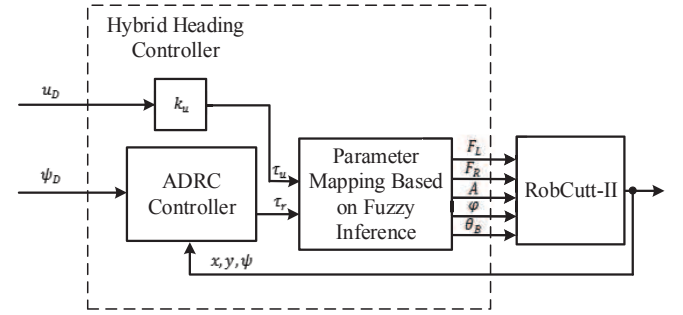 Hybrid Heading
Controller
u_D
k_u
ψ_D
ADRC
Controller
τ_u
τ_r
Parameter
Mapping Based
on Fuzzy
Inference
F_L
F_R
A
φ
θ_B
RobCutt-II
x, y, ψ